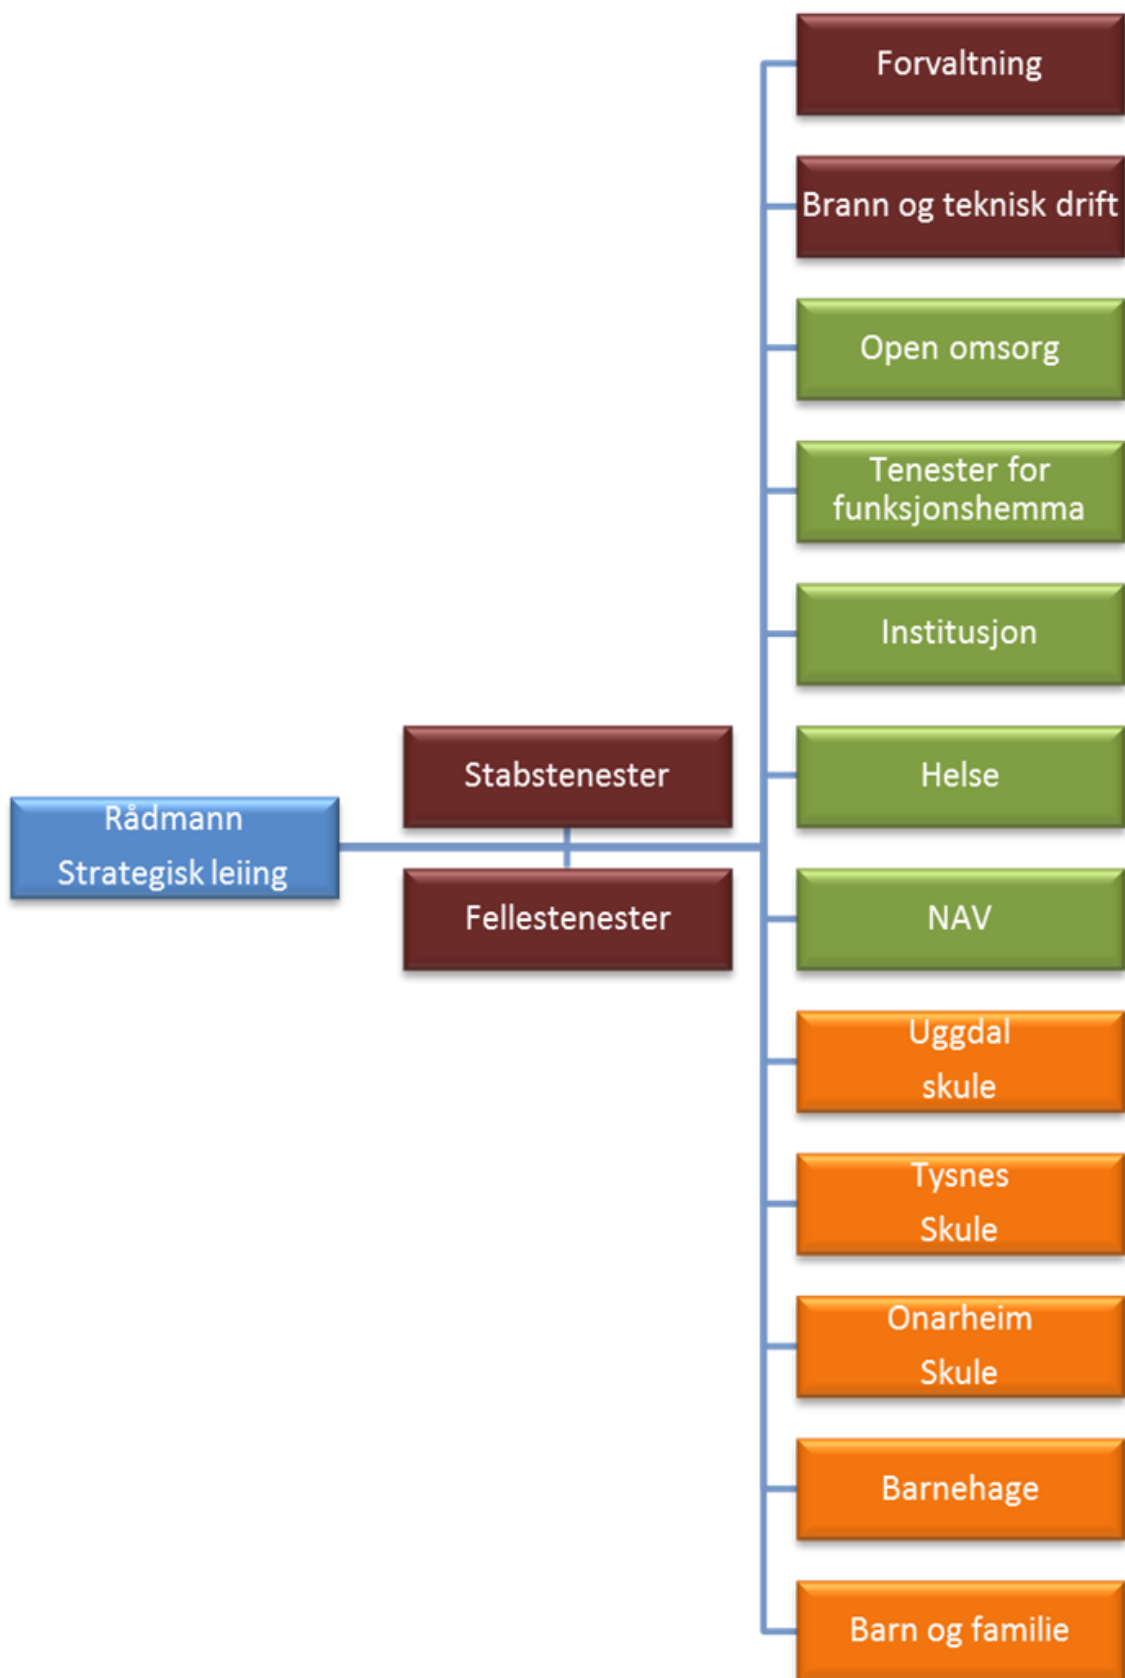 Forvaltning
Brann og teknisk drift
Open omsorg
Tenester for
funksjonshemma
Institusjon
Stabstenester
Helse
Rådmann
Strategisk leiing
Fellestenester
NAV
Uggdal
skule
Tysnes
Skule
Onarheim
Skule
Barnehage
Barn og familie